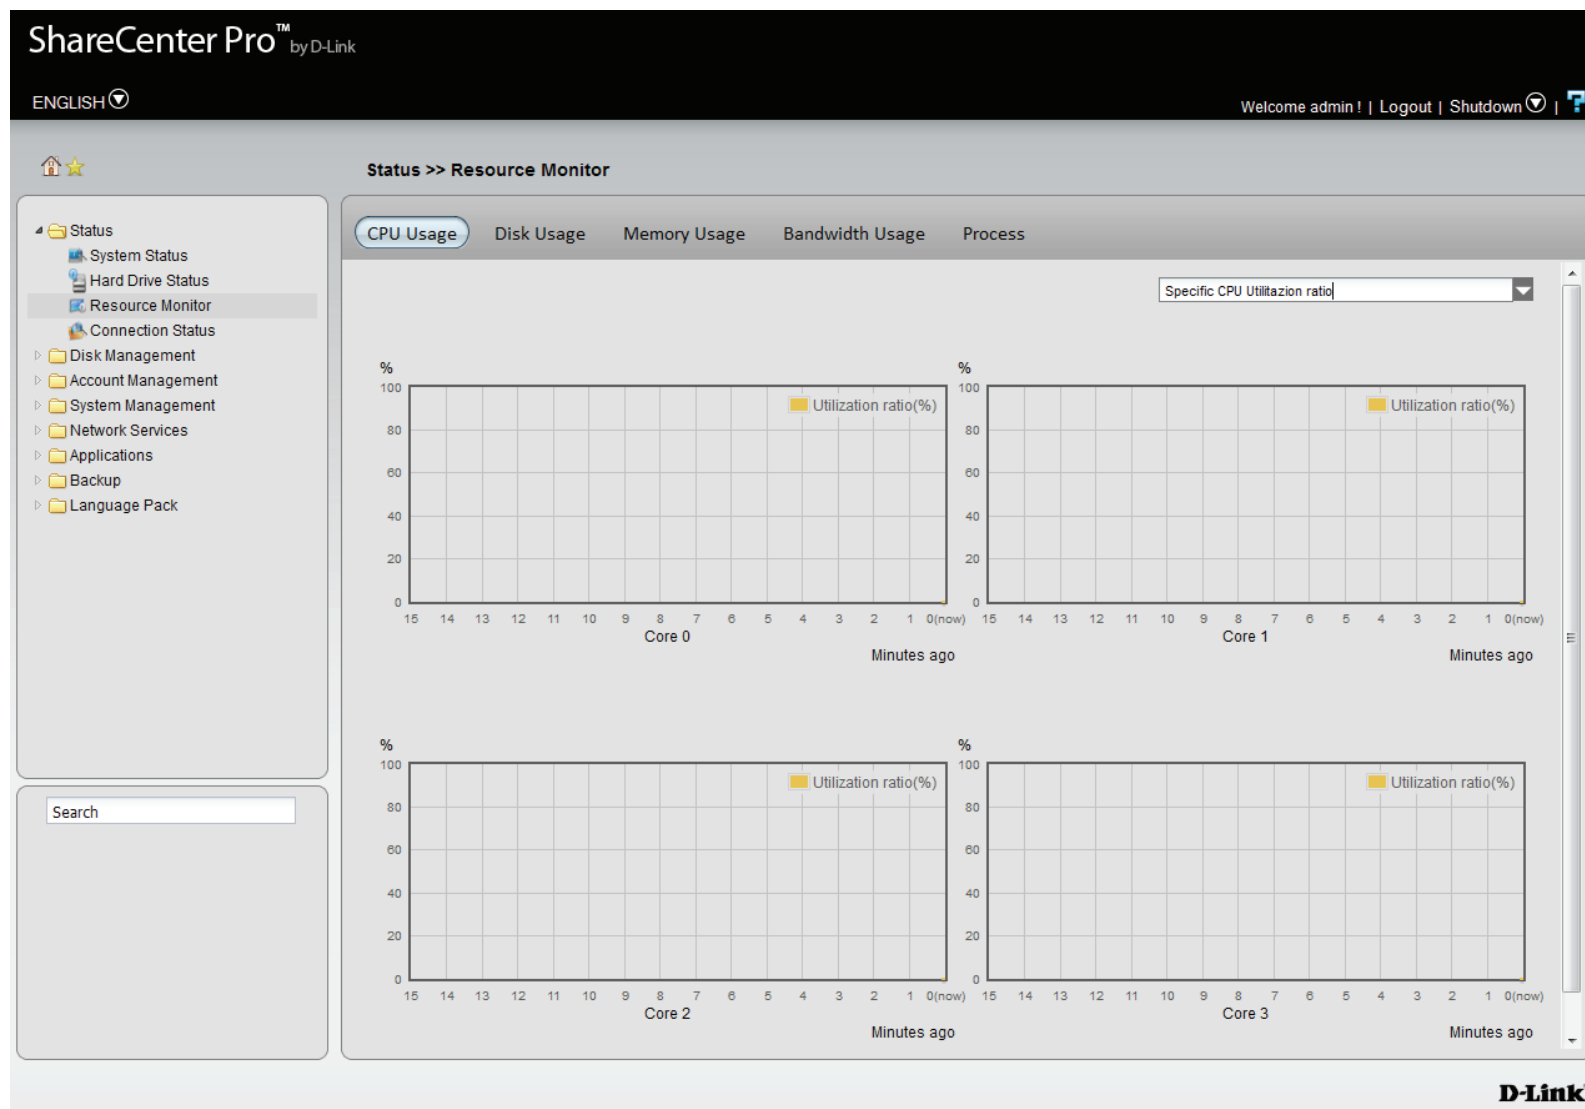 ShareCenter Pro™ by D-Link
ENGLISH
Welcome admin ! | Logout | Shutdown | ?
Status >> Resource Monitor
Status
System Status
Hard Drive Status
Resource Monitor
Connection Status
Disk Management
Account Management
System Management
Network Services
Applications
Backup
Language Pack
Search
CPU Usage Disk Usage Memory Usage Bandwidth Usage Process
Specific CPU Utilitazion ratio
%
100
80
60
40
20
0
Utilization ratio(%)
15 14 13 12 11 10 9 8 7 6 5 4 3 2 1 0(now)
Core 0
Minutes ago
%
100
80
60
40
20
0
Utilization ratio(%)
15 14 13 12 11 10 9 8 7 6 5 4 3 2 1 0(now)
Core 1
Minutes ago
%
100
80
60
40
20
0
Utilization ratio(%)
15 14 13 12 11 10 9 8 7 6 5 4 3 2 1 0(now)
Core 2
Minutes ago
%
100
80
60
40
20
0
Utilization ratio(%)
15 14 13 12 11 10 9 8 7 6 5 4 3 2 1 0(now)
Core 3
Minutes ago
D-Link